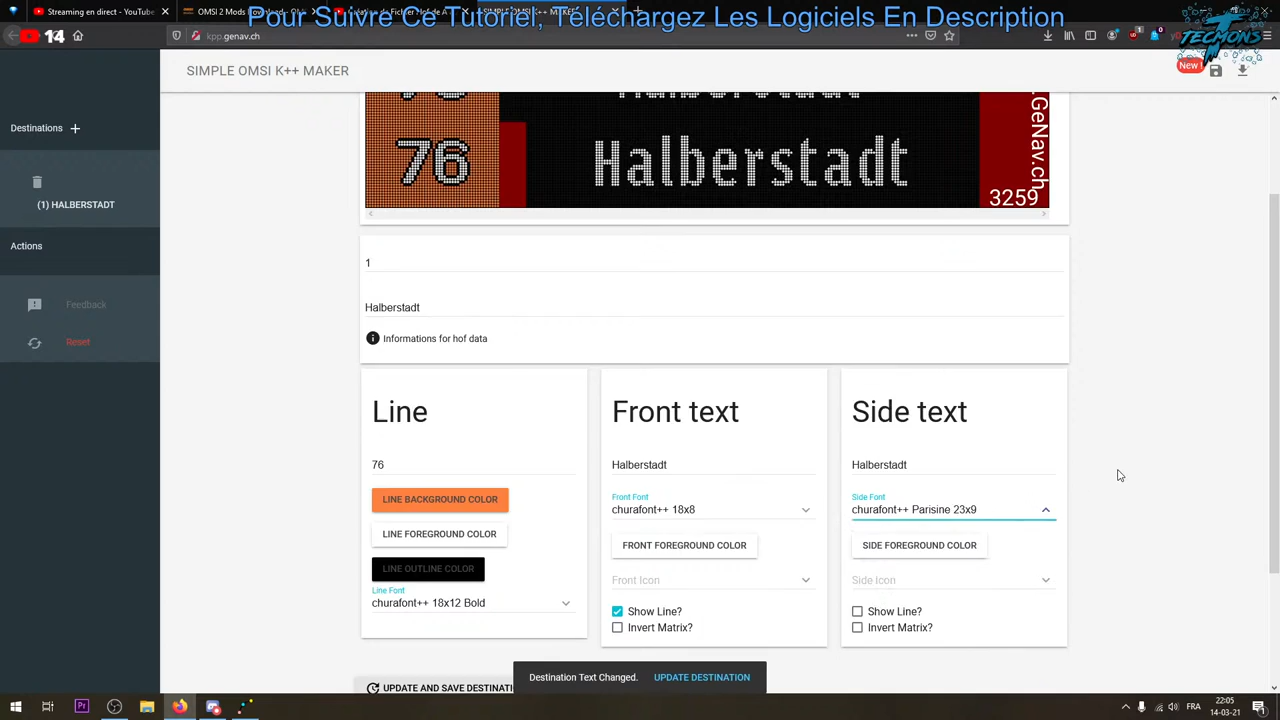 Pour Suivre Ce Tutoriel, Téléchargez Les Logiciels En Description
Streaming en direct - YouTube
OMSI 2 Mods
14
kpp.genav.ch
TECMONS
SIMPLE OMSI K++ MAKER
New !
Destinations
(1) HALBERSTADT
Actions
Feedback
Reset
76
Halberstadt
.GeNav.ch
3259
1
Halberstadt
Informations for hof data
Line
76
LINE BACKGROUND COLOR
LINE FOREGROUND COLOR
LINE OUTLINE COLOR
Line Font
churafont++ 18x12 Bold
Front text
Halberstadt
Front Font
churafont++ 18x8
FRONT FOREGROUND COLOR
Front Icon
Show Line?
Invert Matrix?
Side text
Halberstadt
Side Font
churafont++ Parisine 23x9
SIDE FOREGROUND COLOR
Side Icon
Show Line?
Invert Matrix?
UPDATE AND SAVE DESTINATI
Destination Text Changed.
UPDATE DESTINATION
FRA
22:05
14-03-21